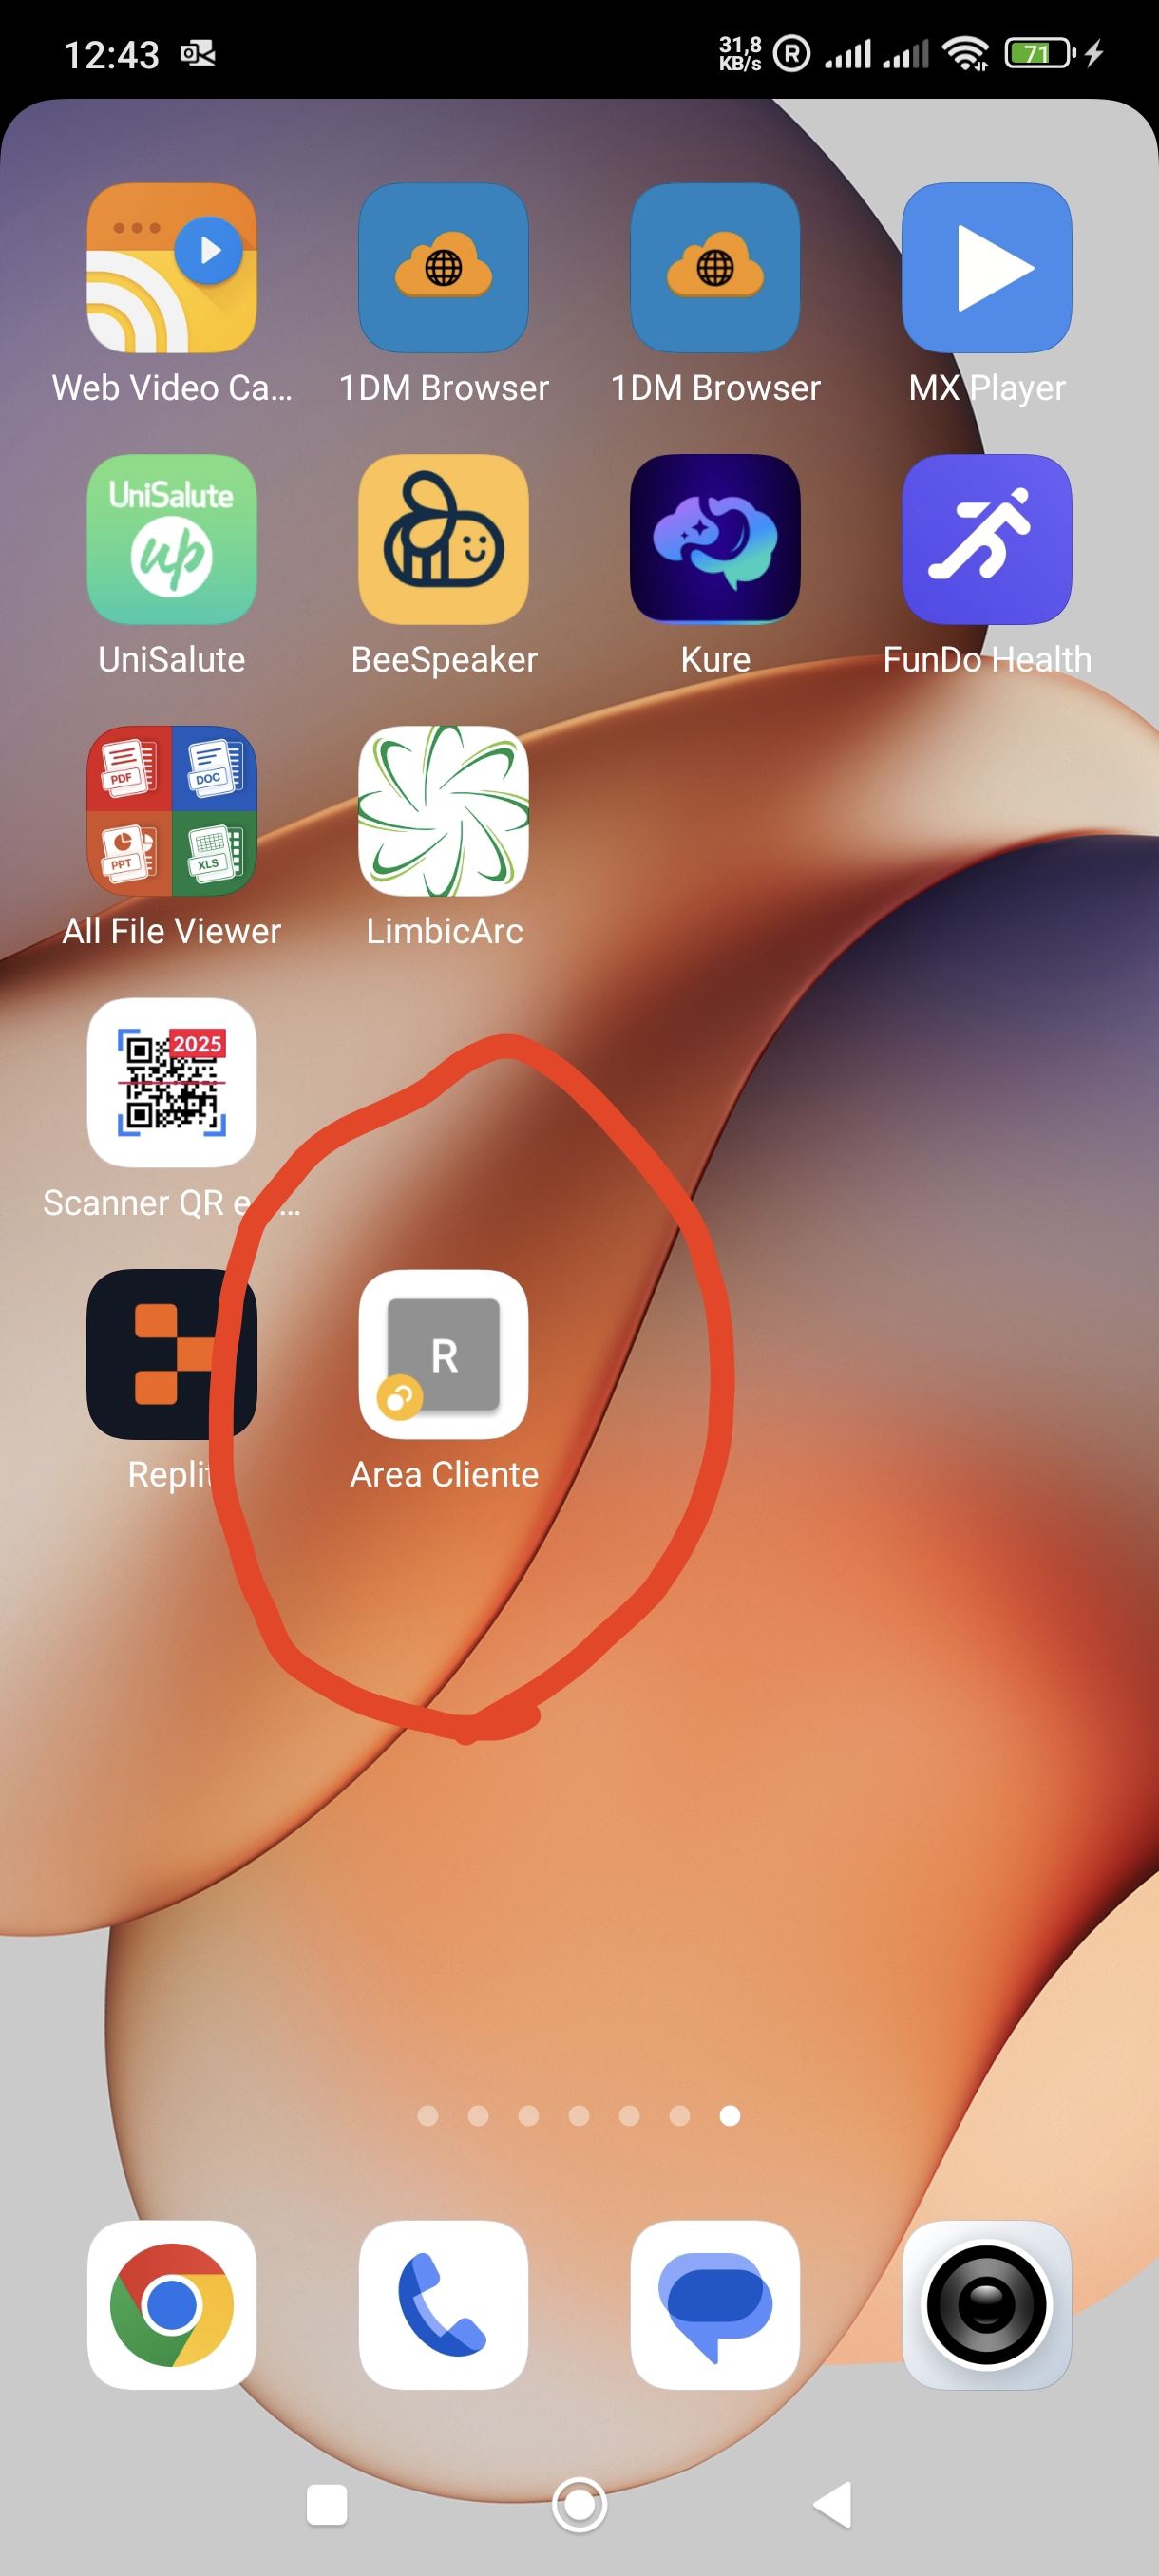 12:43 31,8 KB/s R 71
Web Video Ca... 1DM Browser 1DM Browser MX Player
UniSalute
up
UniSalute BeeSpeaker Kure FunDo Health
PDF DOC
PPT XLS
All File Viewer LimbicArc
2025
Scanner QR e ...
R
Replit Area Cliente